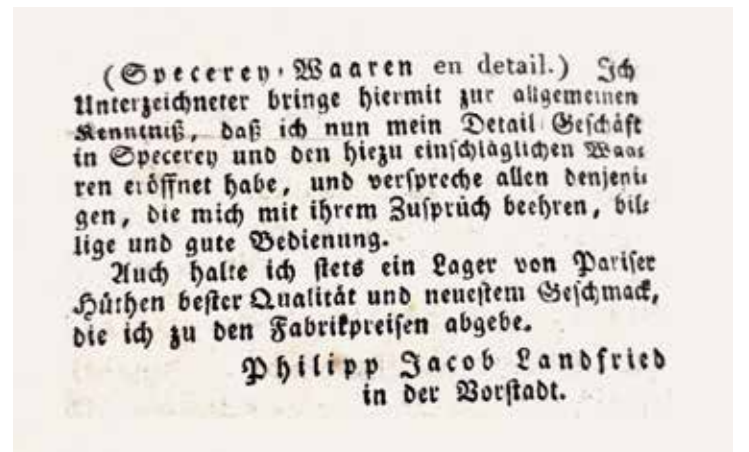 (Specerey-Waaren en detail.) Ich
Unterzeichneter bringe hiermit zur allgemeinen
Kenntniß, daß ich nun mein Detail-Geschäft
in Specerey und den hiezu einschläglichen Waa-
ren eröffnet habe, und verspreche allen denjeni-
gen, die mich mit ihrem Zusprüch beehren, bil-
lige und gute Bedienung.
Auch halte ich stets ein Lager von Pariser
Hüthen bester Qualität und neuestem Geschmack,
die ich zu den Fabrikpreisen abgebe.
Philipp Jacob Landfried
in der Vorstadt.